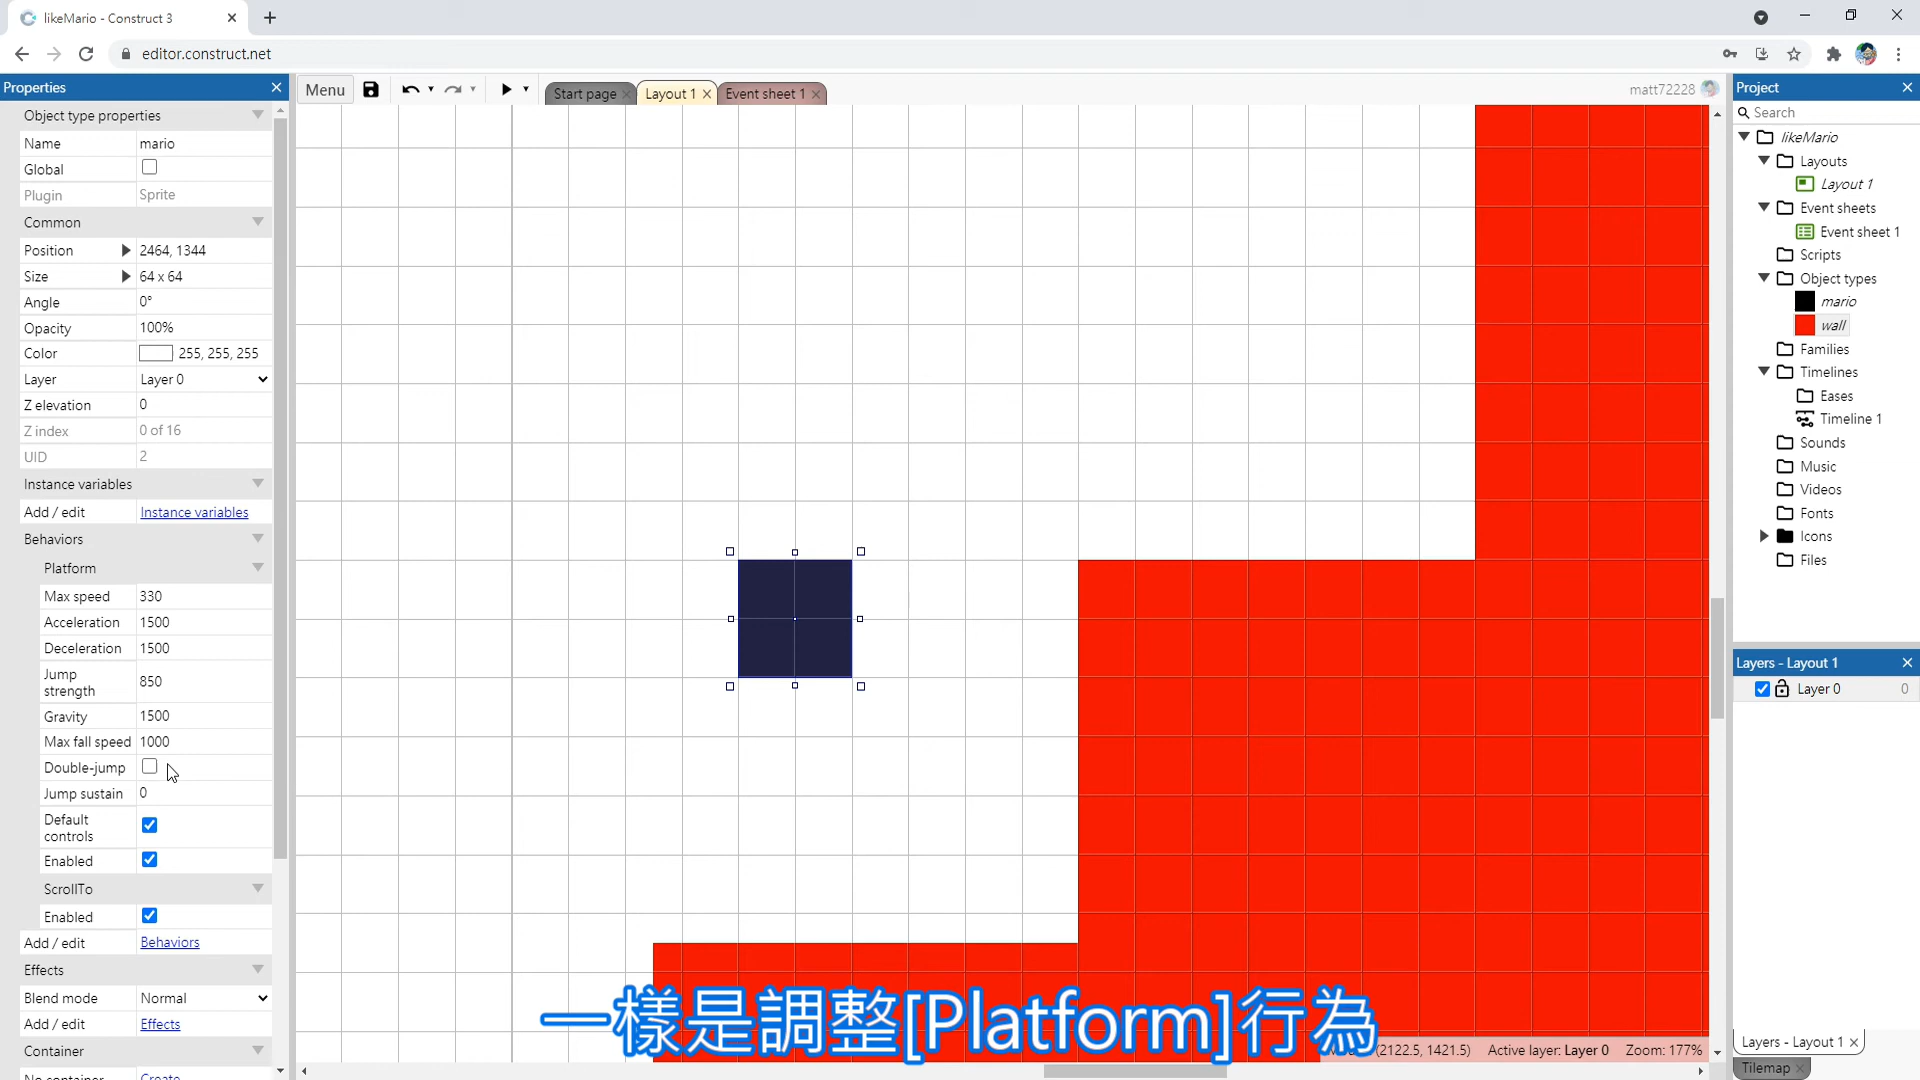 likeMario - Construct 3
editor.construct.net
Properties
Object type properties
Name mario
Global
Plugin Sprite
Common
Position 2464, 1344
Size 64 x 64
Angle 0°
Opacity 100%
Color 255, 255, 255
Layer Layer 0
Z elevation 0
Z index 0 of 16
UID 2
Instance variables
Add / edit Instance variables
Behaviors
Platform
Max speed 330
Acceleration 1500
Deceleration 1500
Jump
strength 850
Gravity 1500
Max fall speed 1000
Double-jump
Jump sustain 0
Default
controls
Enabled
ScrollTo
Enabled
Add / edit Behaviors
Effects
Blend mode Normal
Add / edit Effects
Container
No container Create
Menu
Start page
Layout 1
Event sheet 1
matt72228
一樣是調整[Platform]行為
(2122.5, 1421.5) Active layer: Layer 0 Zoom: 177%
Project
Search
likeMario
Layouts
Layout 1
Event sheets
Event sheet 1
Scripts
Object types
mario
wall
Families
Timelines
Eases
Timeline 1
Sounds
Music
Videos
Fonts
Icons
Files
Layers - Layout 1
Layer 0 0
Layers - Layout 1
Tilemap